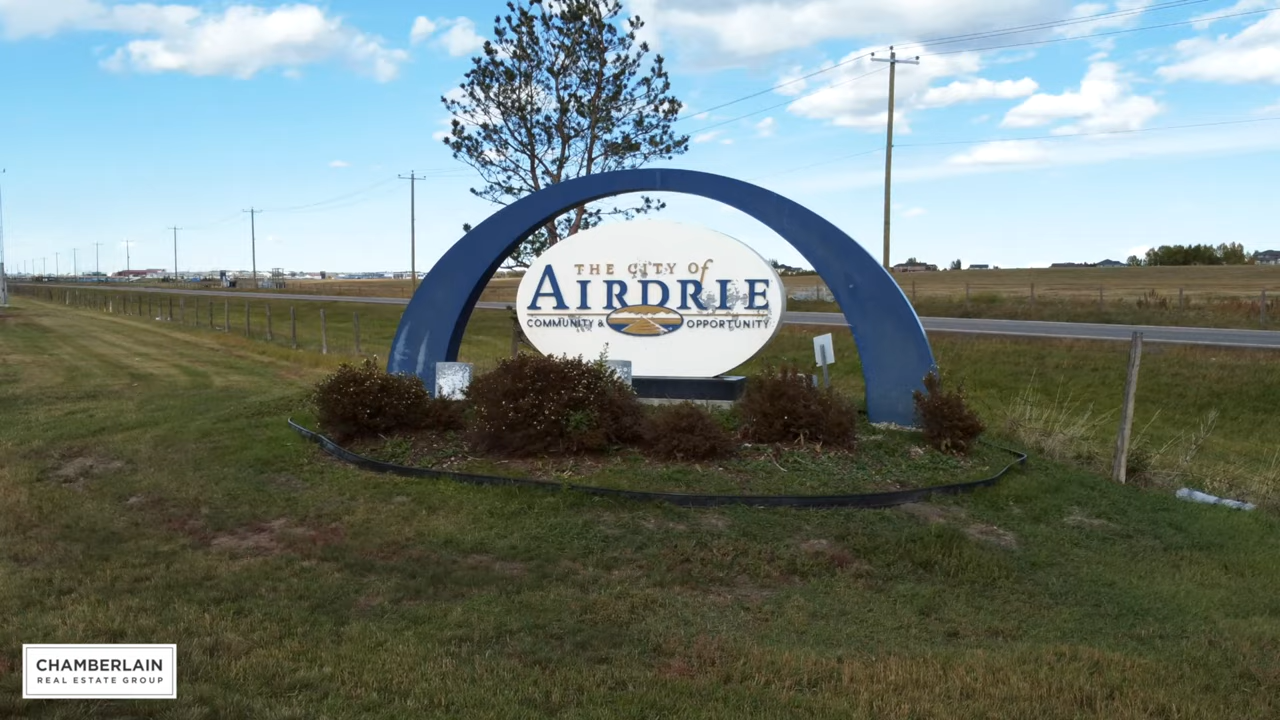 THE CITY of
AIRDRIE
COMMUNITY & OPPORTUNITY
CHAMBERLAIN
REAL ESTATE GROUP